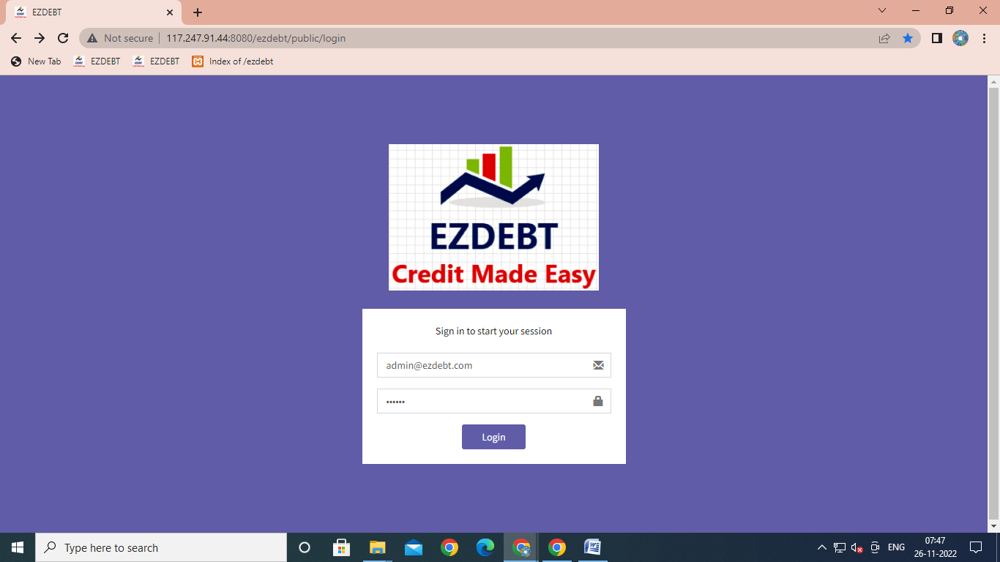 EZDEBT
Not secure
117.247.91.44:8080/ezdebt/public/login
New Tab
EZDEBT
EZDEBT
Index of /ezdebt
EZDEBT
Credit Made Easy
Sign in to start your session
admin@ezdebt.com
••••••
Login
Type here to search
ENG
07:47
26-11-2022